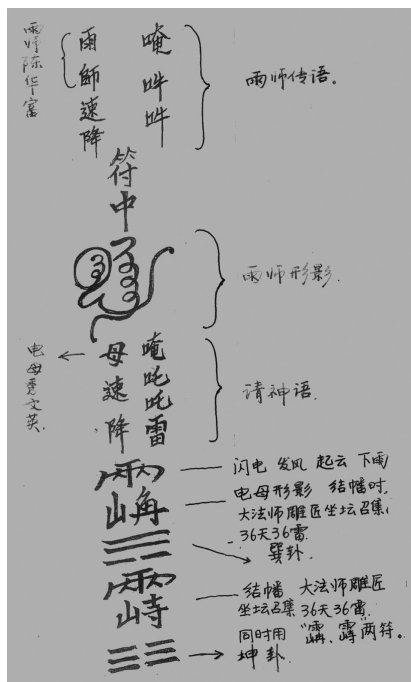 雨师陈华富
雨師速降
唵吽吽
雨师传语。
符中
雨师形影.
电母秀文英.
母速降
唵吒吒雷
请神语.
闪电 发风 起云 下雨
电母形影 结幡时,
大法师雕匠坐坛召集
36天36雷.
巽卦.
结幡 大法师雕匠
坐坛召集 36天36雷.
同时用
两符。
坤卦.